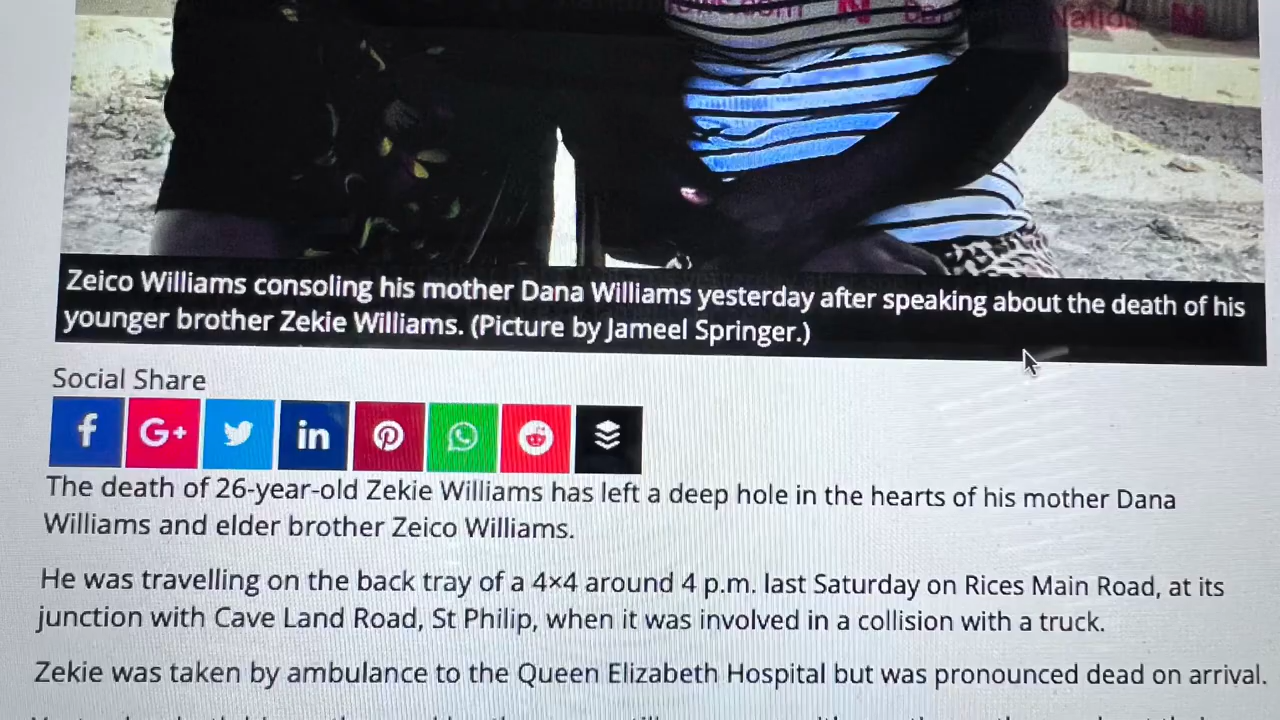 Nation N
Zeico Williams consoling his mother Dana Williams yesterday after speaking about the death of his
younger brother Zekie Williams. (Picture by Jameel Springer.)
Social Share
f G+ in
The death of 26-year-old Zekie Williams has left a deep hole in the hearts of his mother Dana
Williams and elder brother Zeico Williams.
He was travelling on the back tray of a 4×4 around 4 p.m. last Saturday on Rices Main Road, at its
junction with Cave Land Road, St Philip, when it was involved in a collision with a truck.
Zekie was taken by ambulance to the Queen Elizabeth Hospital but was pronounced dead on arrival.